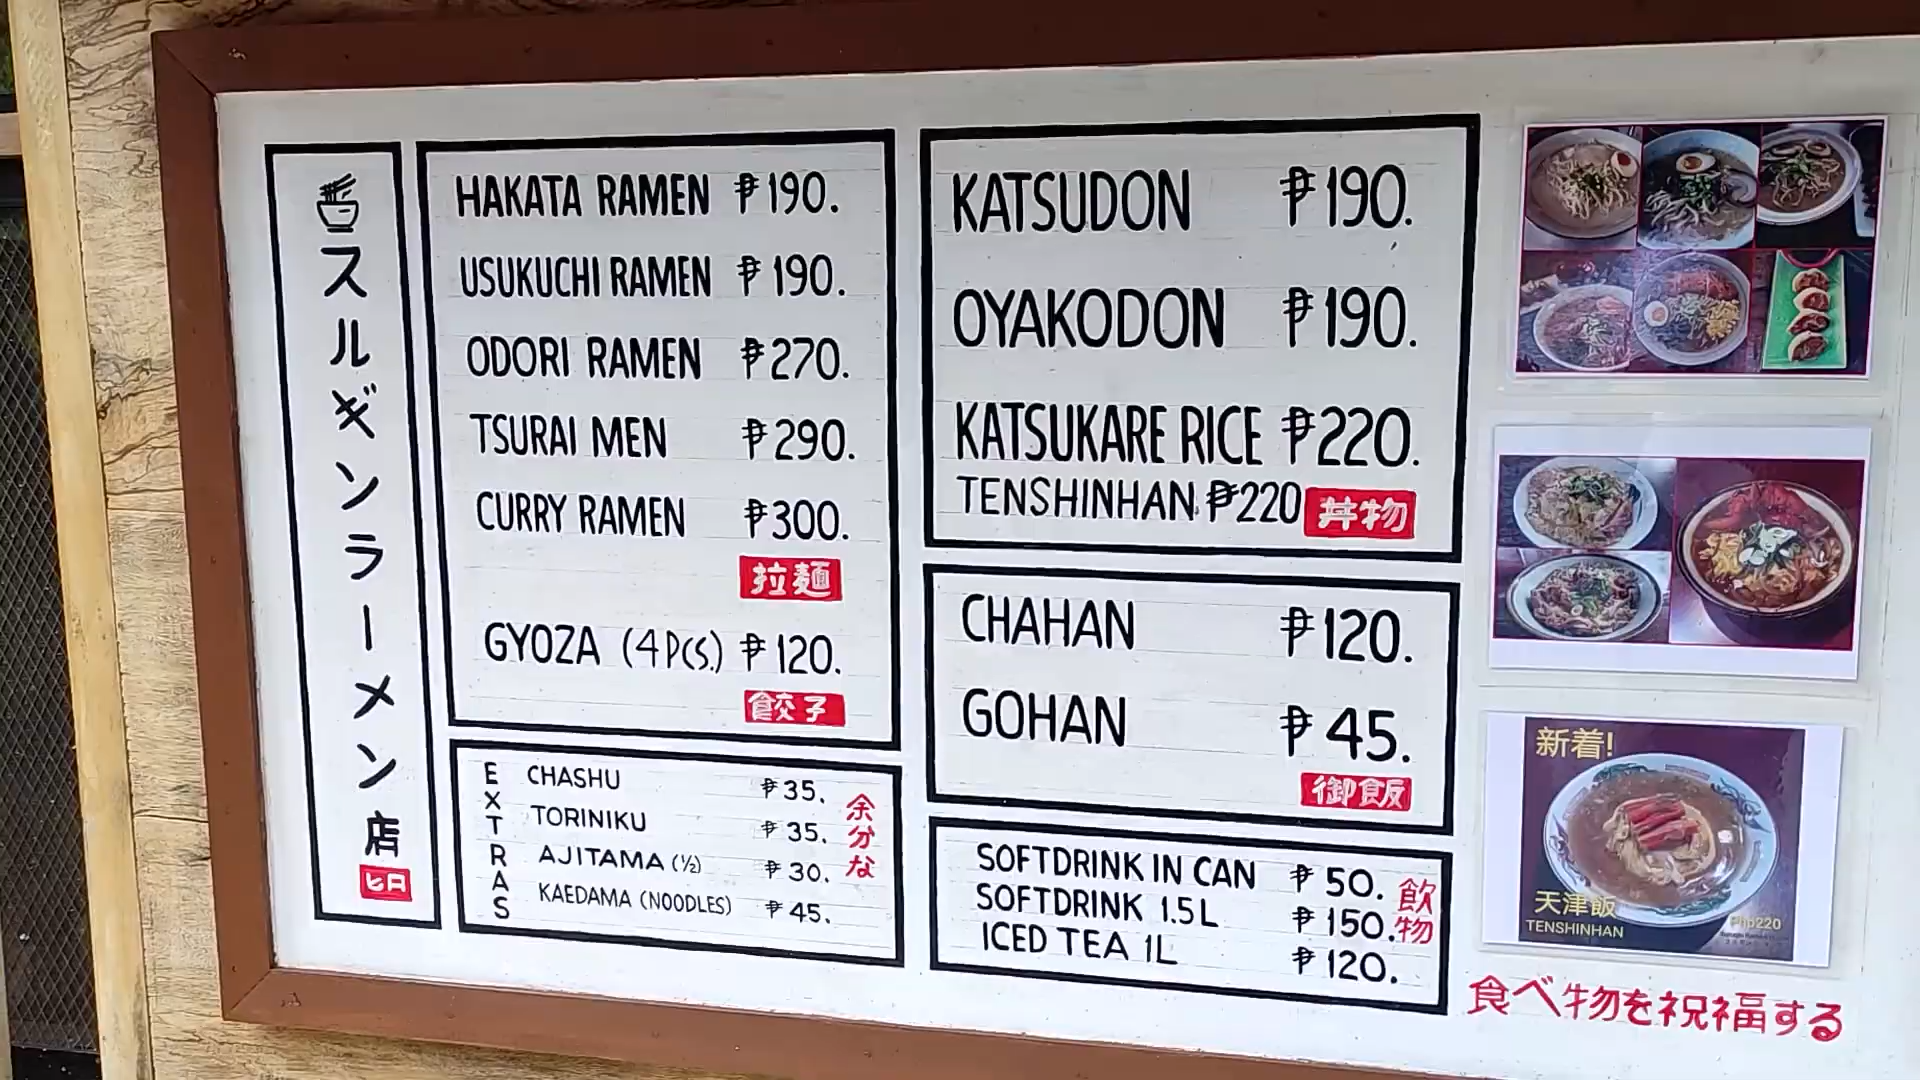 スルギンラーメン店
HAKATA RAMEN ₱190.
USUKUCHI RAMEN ₱190.
ODORI RAMEN ₱270.
TSURAI MEN ₱290.
CURRY RAMEN ₱300.
拉麺
GYOZA (4PCS.) ₱120.
餃子
EXTRAS
CHASHU ₱35.
TORINIKU ₱35.
AJITAMA (½) ₱30.
KAEDAMA (NOODLES) ₱45.
余分な
KATSUDON ₱190.
OYAKODON ₱190.
KATSUKARE RICE ₱220.
TENSHINHAN ₱220
丼物
CHAHAN ₱120.
GOHAN ₱45.
御飯
SOFTDRINK IN CAN ₱50.
SOFTDRINK 1.5L ₱150.
ICED TEA 1L ₱120.
飲物
新着!
天津飯
TENSHINHAN
Php220
食べ物を祝福する